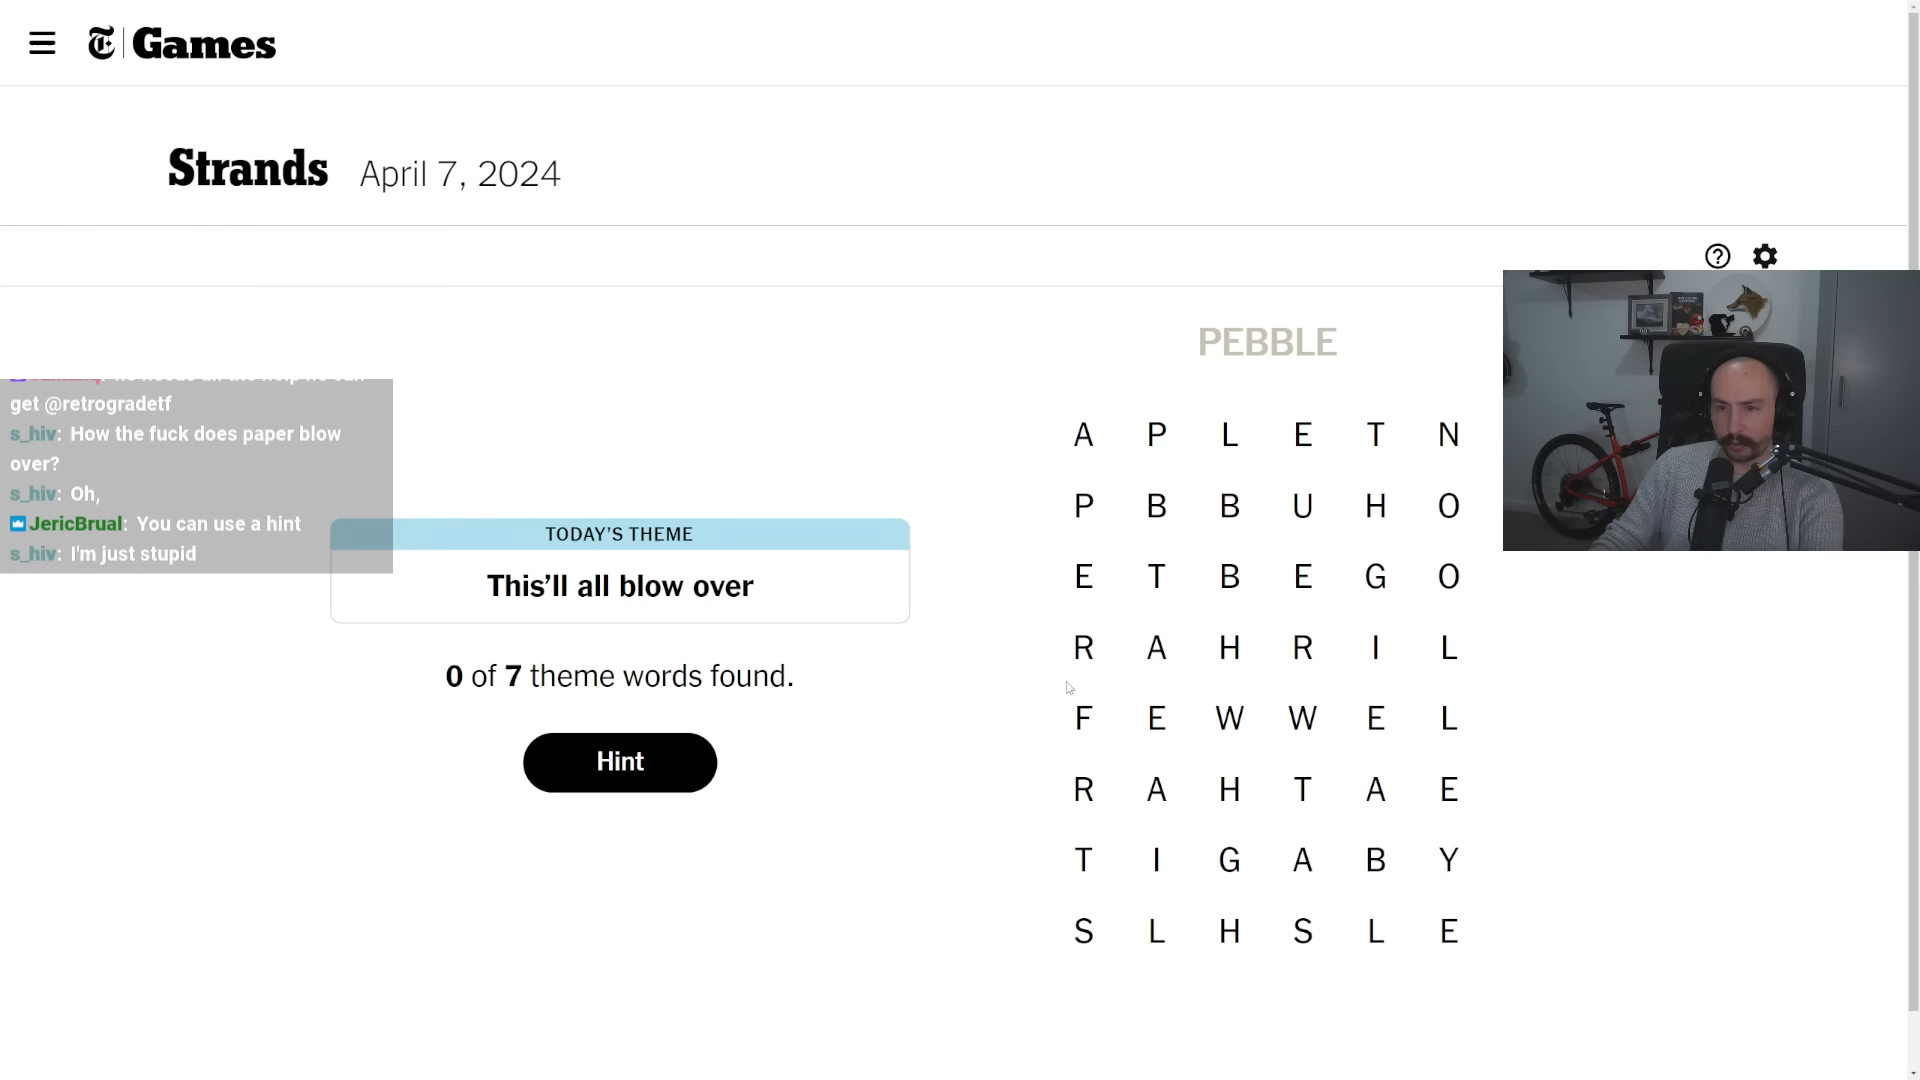 Games
Strands April 7, 2024
PEBBLE
get @retrogradetf
s_hiv: How the fuck does paper blow
over?
s_hiv: Oh,
JericBrual: You can use a hint
s_hiv: I'm just stupid
TODAY'S THEME
This'll all blow over
0 of 7 theme words found.
Hint
A P L E T N
P B B U H O
E T B E G O
R A H R I L
F E W W E L
R A H T A E
T I G A B Y
S L H S L E